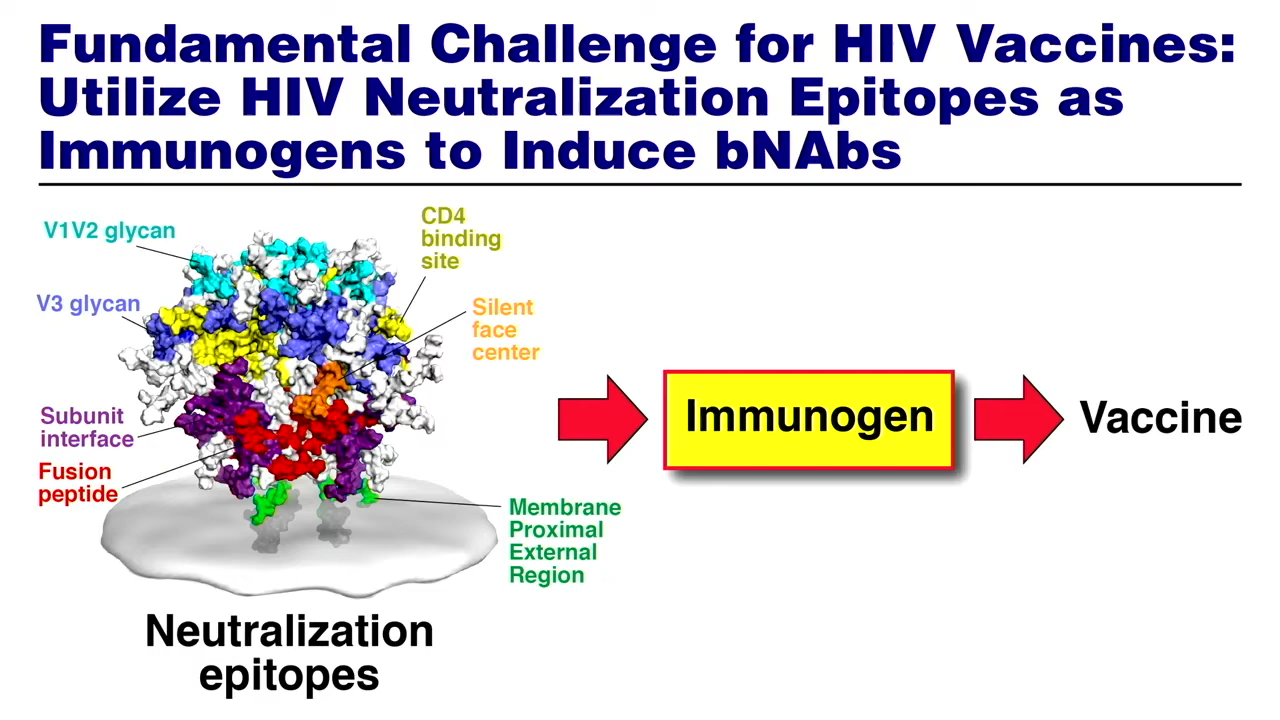 Fundamental Challenge for HIV Vaccines:
Utilize HIV Neutralization Epitopes as
Immunogens to Induce bNAbs
V1V2 glycan
V3 glycan
Subunit
interface
Fusion
peptide
CD4
binding
site
Silent
face
center
Membrane
Proximal
External
Region
Neutralization
epitopes
Immunogen
Vaccine